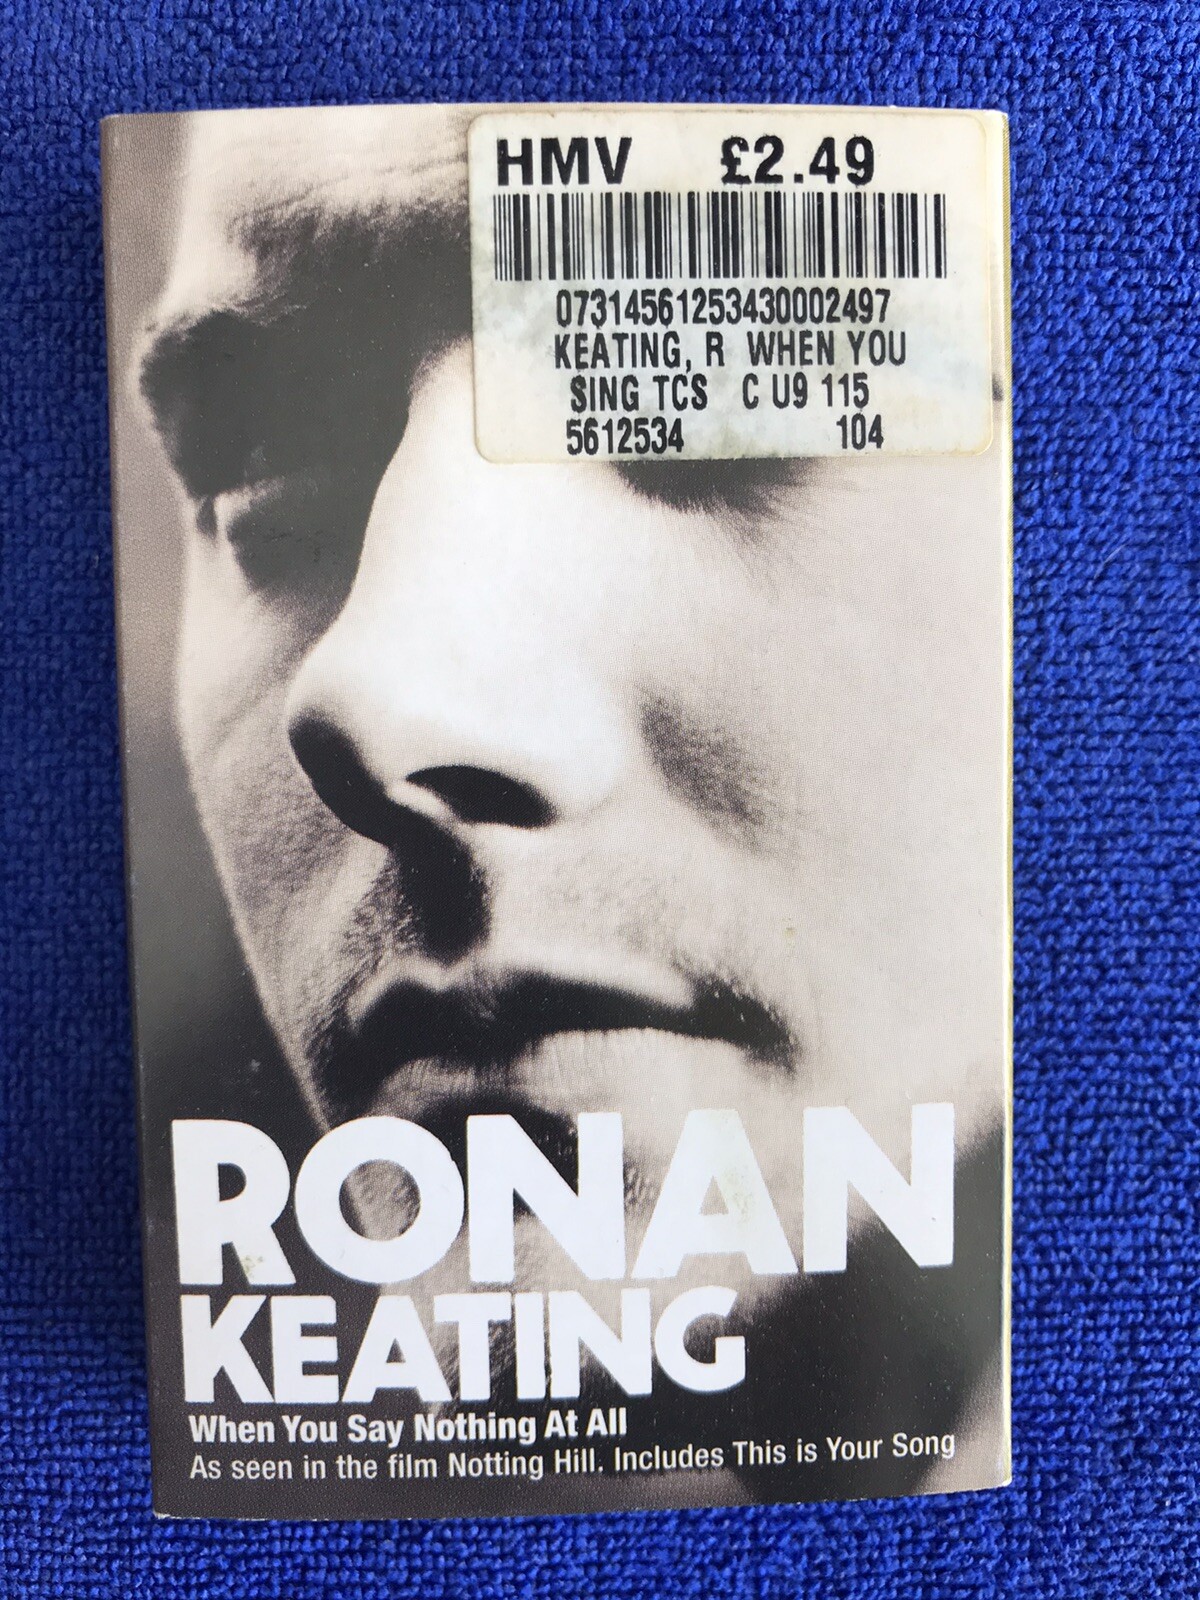 HMV £2.49
07314561253430002497
KEATING, R WHEN YOU
SING TCS C U9 115
5612534 104
RONAN
KEATING
When You Say Nothing At All
As seen in the film Notting Hill. Includes This is Your Song